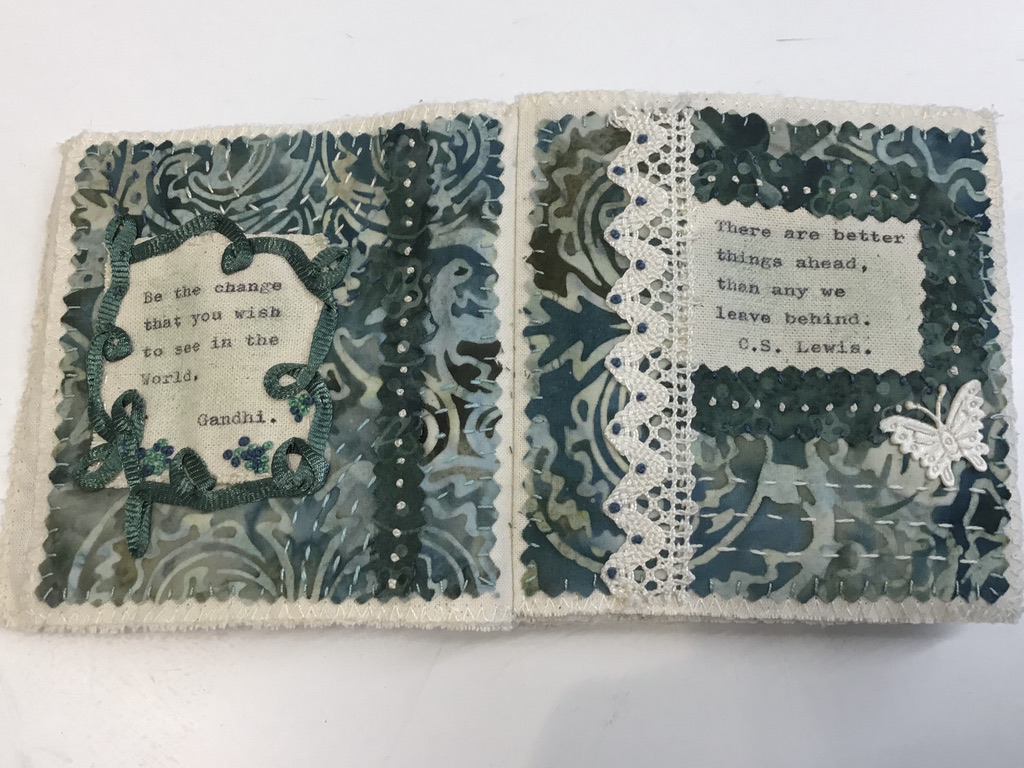 Be the change
that you wish
to see in the
World.
Gandhi.
There are better
things ahead,
than any we
leave behind.
C.S. Lewis.